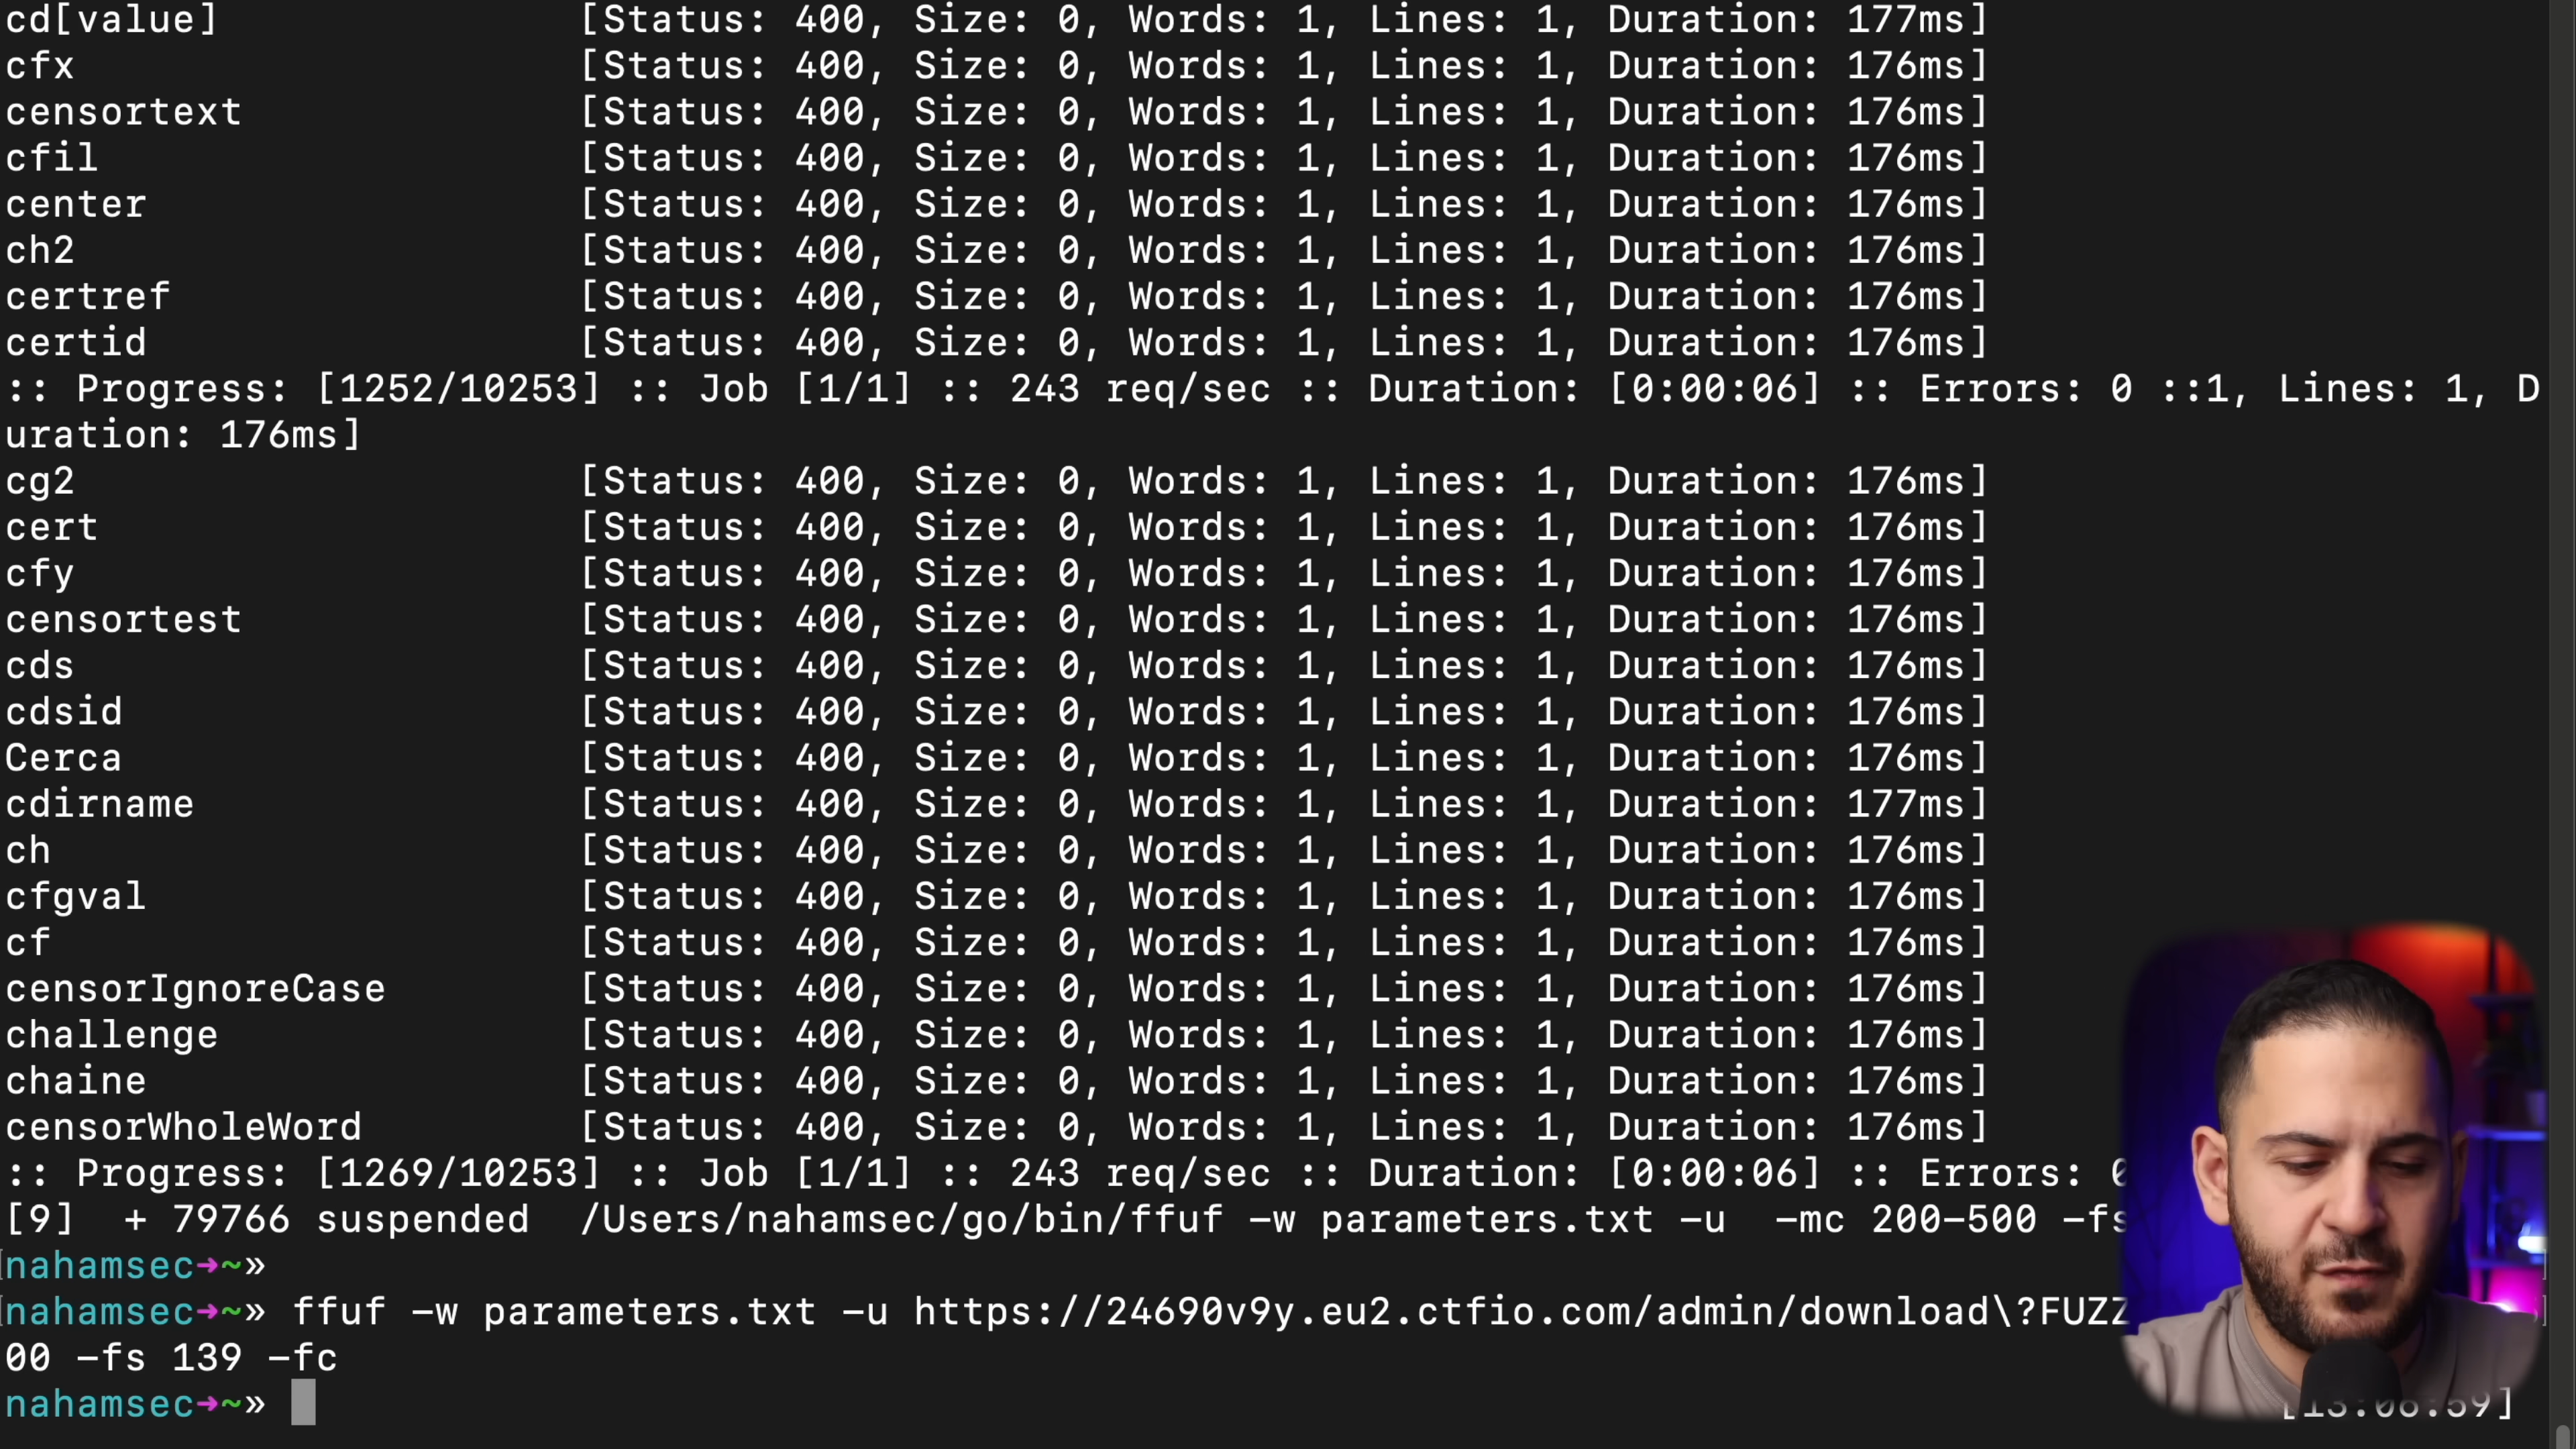 cd[value] [Status: 400, Size: 0, Words: 1, Lines: 1, Duration: 177ms]
cfx [Status: 400, Size: 0, Words: 1, Lines: 1, Duration: 176ms]
censortext [Status: 400, Size: 0, Words: 1, Lines: 1, Duration: 176ms]
cfil [Status: 400, Size: 0, Words: 1, Lines: 1, Duration: 176ms]
center [Status: 400, Size: 0, Words: 1, Lines: 1, Duration: 176ms]
ch2 [Status: 400, Size: 0, Words: 1, Lines: 1, Duration: 176ms]
certref [Status: 400, Size: 0, Words: 1, Lines: 1, Duration: 176ms]
certid [Status: 400, Size: 0, Words: 1, Lines: 1, Duration: 176ms]
:: Progress: [1252/10253] :: Job [1/1] :: 243 req/sec :: Duration: [0:00:06] :: Errors: 0 ::1, Lines: 1, D
uration: 176ms]
cg2 [Status: 400, Size: 0, Words: 1, Lines: 1, Duration: 176ms]
cert [Status: 400, Size: 0, Words: 1, Lines: 1, Duration: 176ms]
cfy [Status: 400, Size: 0, Words: 1, Lines: 1, Duration: 176ms]
censortest [Status: 400, Size: 0, Words: 1, Lines: 1, Duration: 176ms]
cds [Status: 400, Size: 0, Words: 1, Lines: 1, Duration: 176ms]
cdsid [Status: 400, Size: 0, Words: 1, Lines: 1, Duration: 176ms]
Cerca [Status: 400, Size: 0, Words: 1, Lines: 1, Duration: 176ms]
cdirname [Status: 400, Size: 0, Words: 1, Lines: 1, Duration: 177ms]
ch [Status: 400, Size: 0, Words: 1, Lines: 1, Duration: 176ms]
cfgval [Status: 400, Size: 0, Words: 1, Lines: 1, Duration: 176ms]
cf [Status: 400, Size: 0, Words: 1, Lines: 1, Duration: 176ms]
censorIgnoreCase [Status: 400, Size: 0, Words: 1, Lines: 1, Duration: 176ms]
challenge [Status: 400, Size: 0, Words: 1, Lines: 1, Duration: 176ms]
chaine [Status: 400, Size: 0, Words: 1, Lines: 1, Duration: 176ms]
censorWholeWord [Status: 400, Size: 0, Words: 1, Lines: 1, Duration: 176ms]
:: Progress: [1269/10253] :: Job [1/1] :: 243 req/sec :: Duration: [0:00:06] :: Errors: 0
[9] + 79766 suspended /Users/nahamsec/go/bin/ffuf -w parameters.txt -u -mc 200-500 -fs
nahamsec→~»
nahamsec→~» ffuf -w parameters.txt -u https://24690v9y.eu2.ctfio.com/admin/download\?FUZZ
00 -fs 139 -fc
nahamsec→~» [13:06:59]